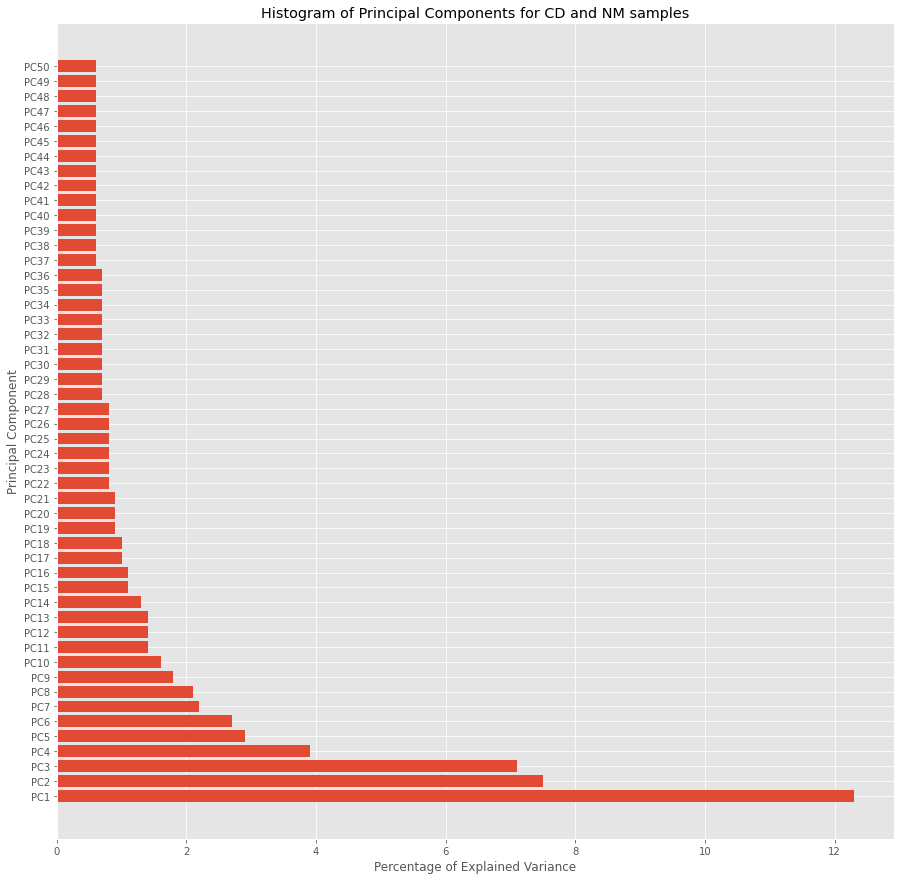 Histogram of Principal Components for CD and NM samples
PC50
PC49
PC48
PC47
PC46
PC45
PC44
PC43
PC42
PC41
PC40
PC39
PC38
PC37
PC36
PC35
PC34
PC33
PC32
PC31
PC30
PC29
PC28
PC27
PC26
PC25
PC24
PC23
PC22
PC21
PC20
PC19
PC18
PC17
PC16
PC15
PC14
PC13
PC12
PC11
PC10
PC9
PC8
PC7
PC6
PC5
PC4
PC3
PC2
PC1
Principal Component
0 2 4 6 8 10 12
Percentage of Explained Variance